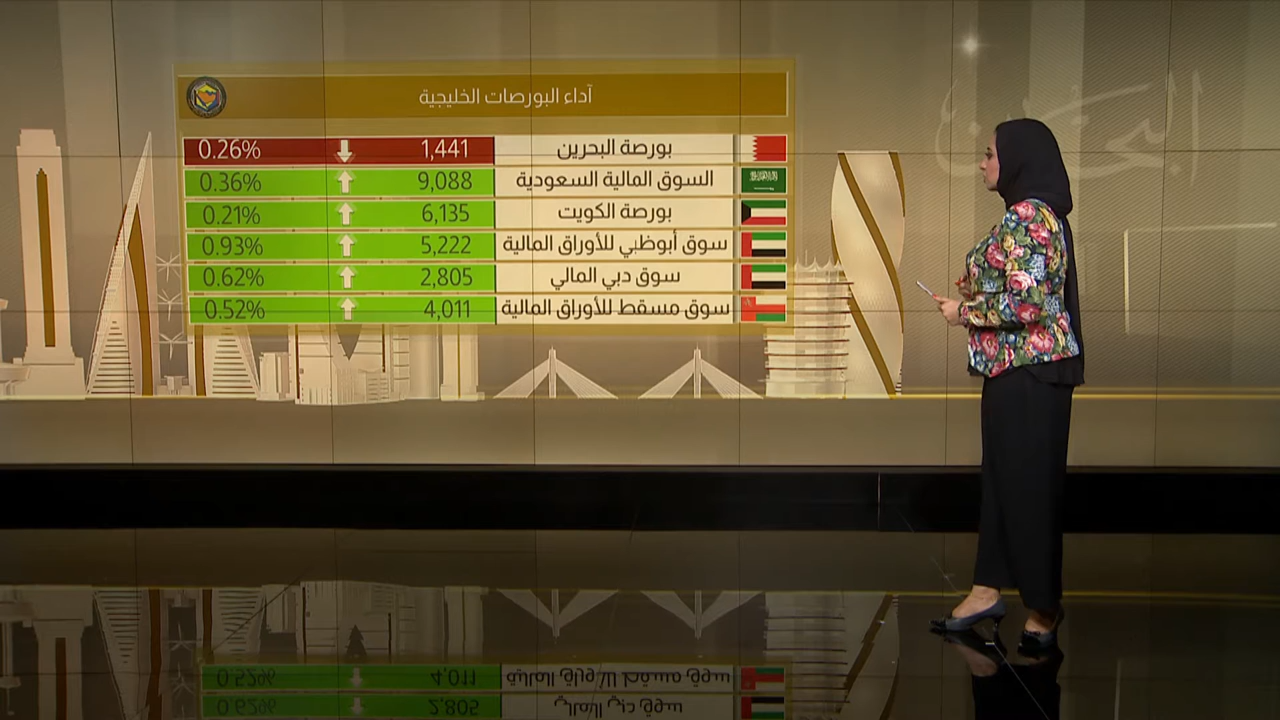 آداء البورصات الخليجية
بورصة البحرين 1,441 0.26%
السوق المالية السعودية 9,088 0.36%
بورصة الكويت 6,135 0.21%
سوق أبوظبي للأوراق المالية 5,222 0.93%
سوق دبي المالي 2,805 0.62%
سوق مسقط للأوراق المالية 4,011 0.52%
البحرين